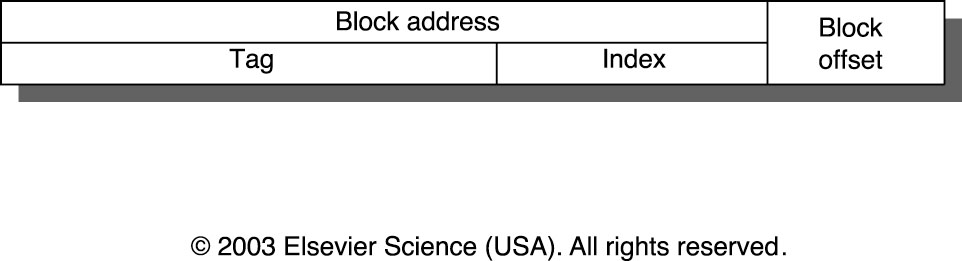 Block address
Block
offset
Tag
Index
© 2003 Elsevier Science (USA). All rights reserved.